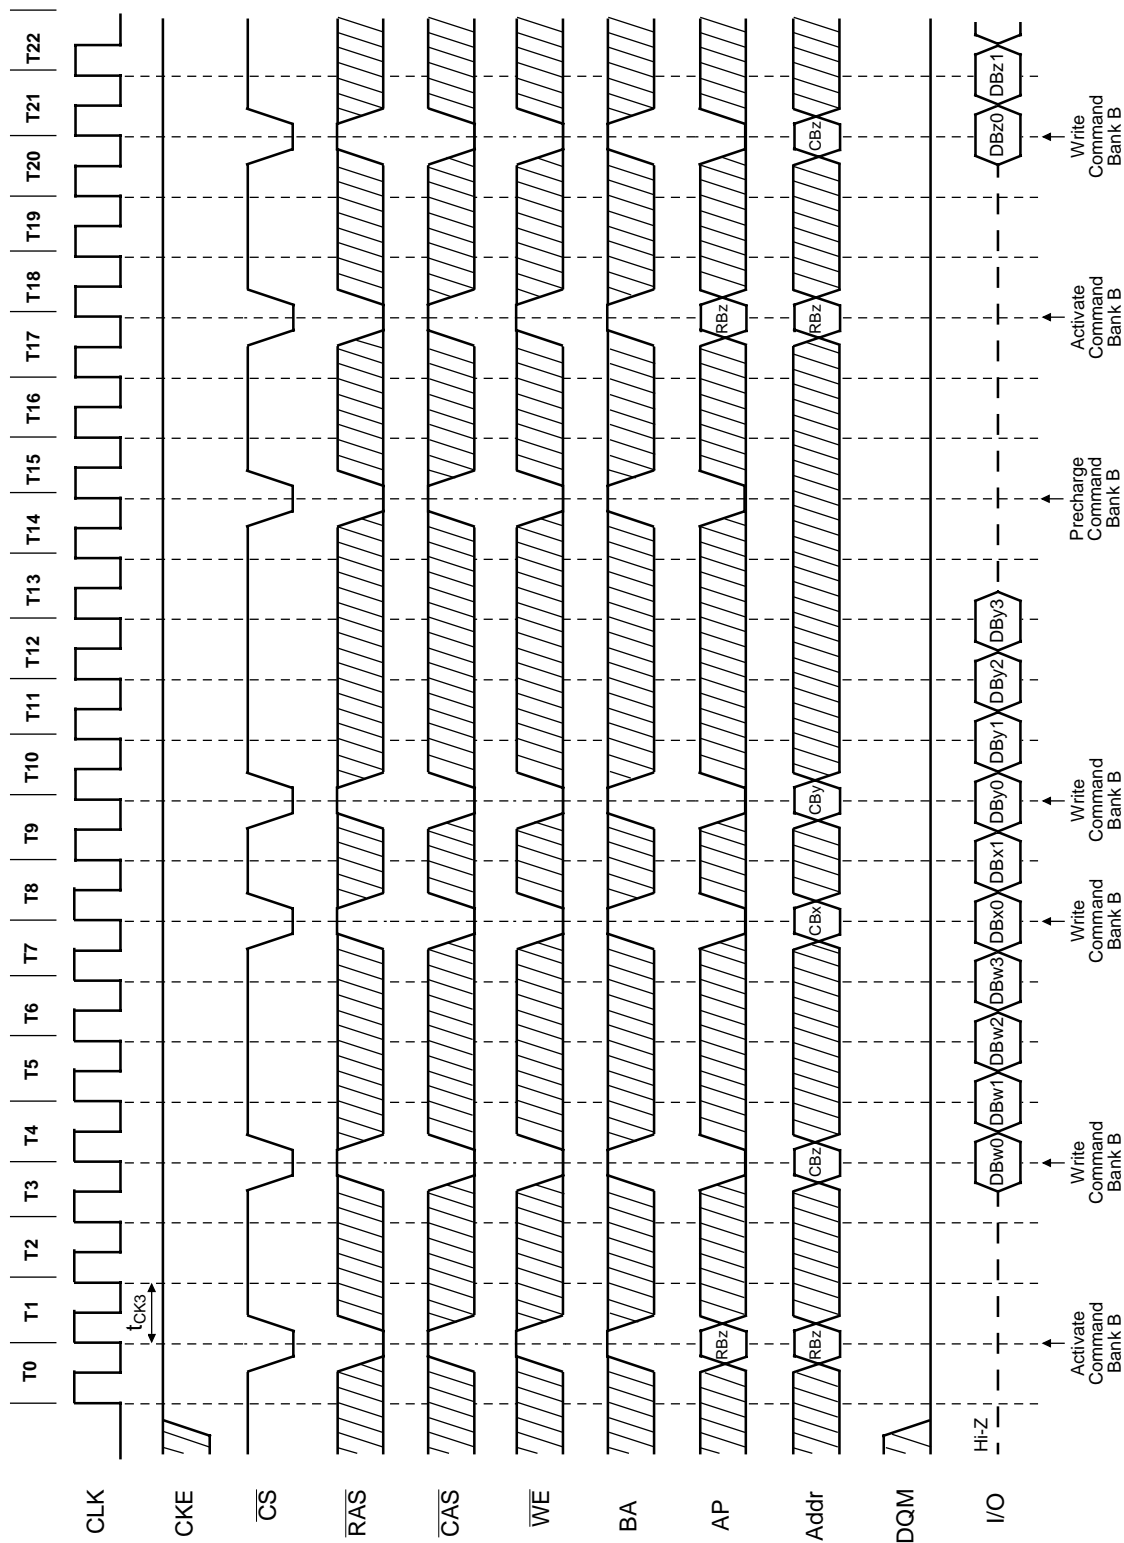 T0 T1 T2 T3 T4 T5 T6 T7 T8 T9 T10 T11 T12 T13 T14 T15 T16 T17 T18 T19 T20 T21 T22
CLK
tCK3
CKE
CS
RAS
CAS
WE
BA
AP
RBz RBz
Addr
RBz CBz CBx CBy RBz CBz
DQM
I/O
Hi-Z
DBw0 DBw1 DBw2 DBw3 DBx0 DBx1 DBy0 DBy1 DBy2 DBy3 DBz0 DBz1
Activate
Command
Bank B
Write
Command
Bank B
Write
Command
Bank B
Write
Command
Bank B
Precharge
Command
Bank B
Activate
Command
Bank B
Write
Command
Bank B